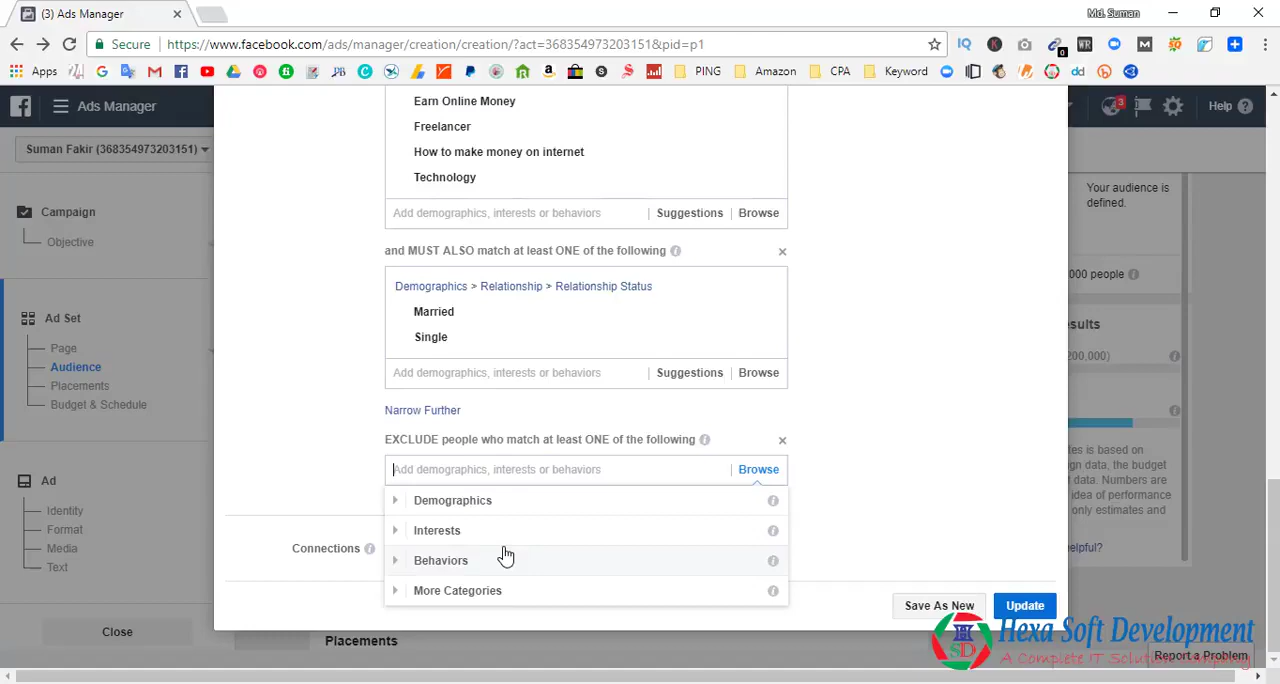 (3) Ads Manager
Md. Suman
Secure
https://www.facebook.com/ads/manager/creation/creation/?act=368354973203151&pid=p1
Apps
PING
Amazon
CPA
Keyword
Ads Manager
3
Help
Suman Fakir (368354973203151)
Campaign
Objective
Ad Set
Page
Audience
Placements
Budget & Schedule
Ad
Identity
Format
Media
Text
Close
Earn Online Money
Freelancer
How to make money on internet
Technology
Add demographics, interests or behaviors
Suggestions
Browse
and MUST ALSO match at least ONE of the following
Demographics > Relationship > Relationship Status
Married
Single
Add demographics, interests or behaviors
Suggestions
Browse
Narrow Further
EXCLUDE people who match at least ONE of the following
Add demographics, interests or behaviors
Browse
Demographics
Interests
Behaviors
More Categories
Connections
Save As New
Update
Placements
Your audience is
defined.
000 people
200,000)
tes is based on
data, the budget
data. Numbers are
idea of performance
only estimates and
Hexa Soft Development
A Complete IT Solution Company
Report a Problem